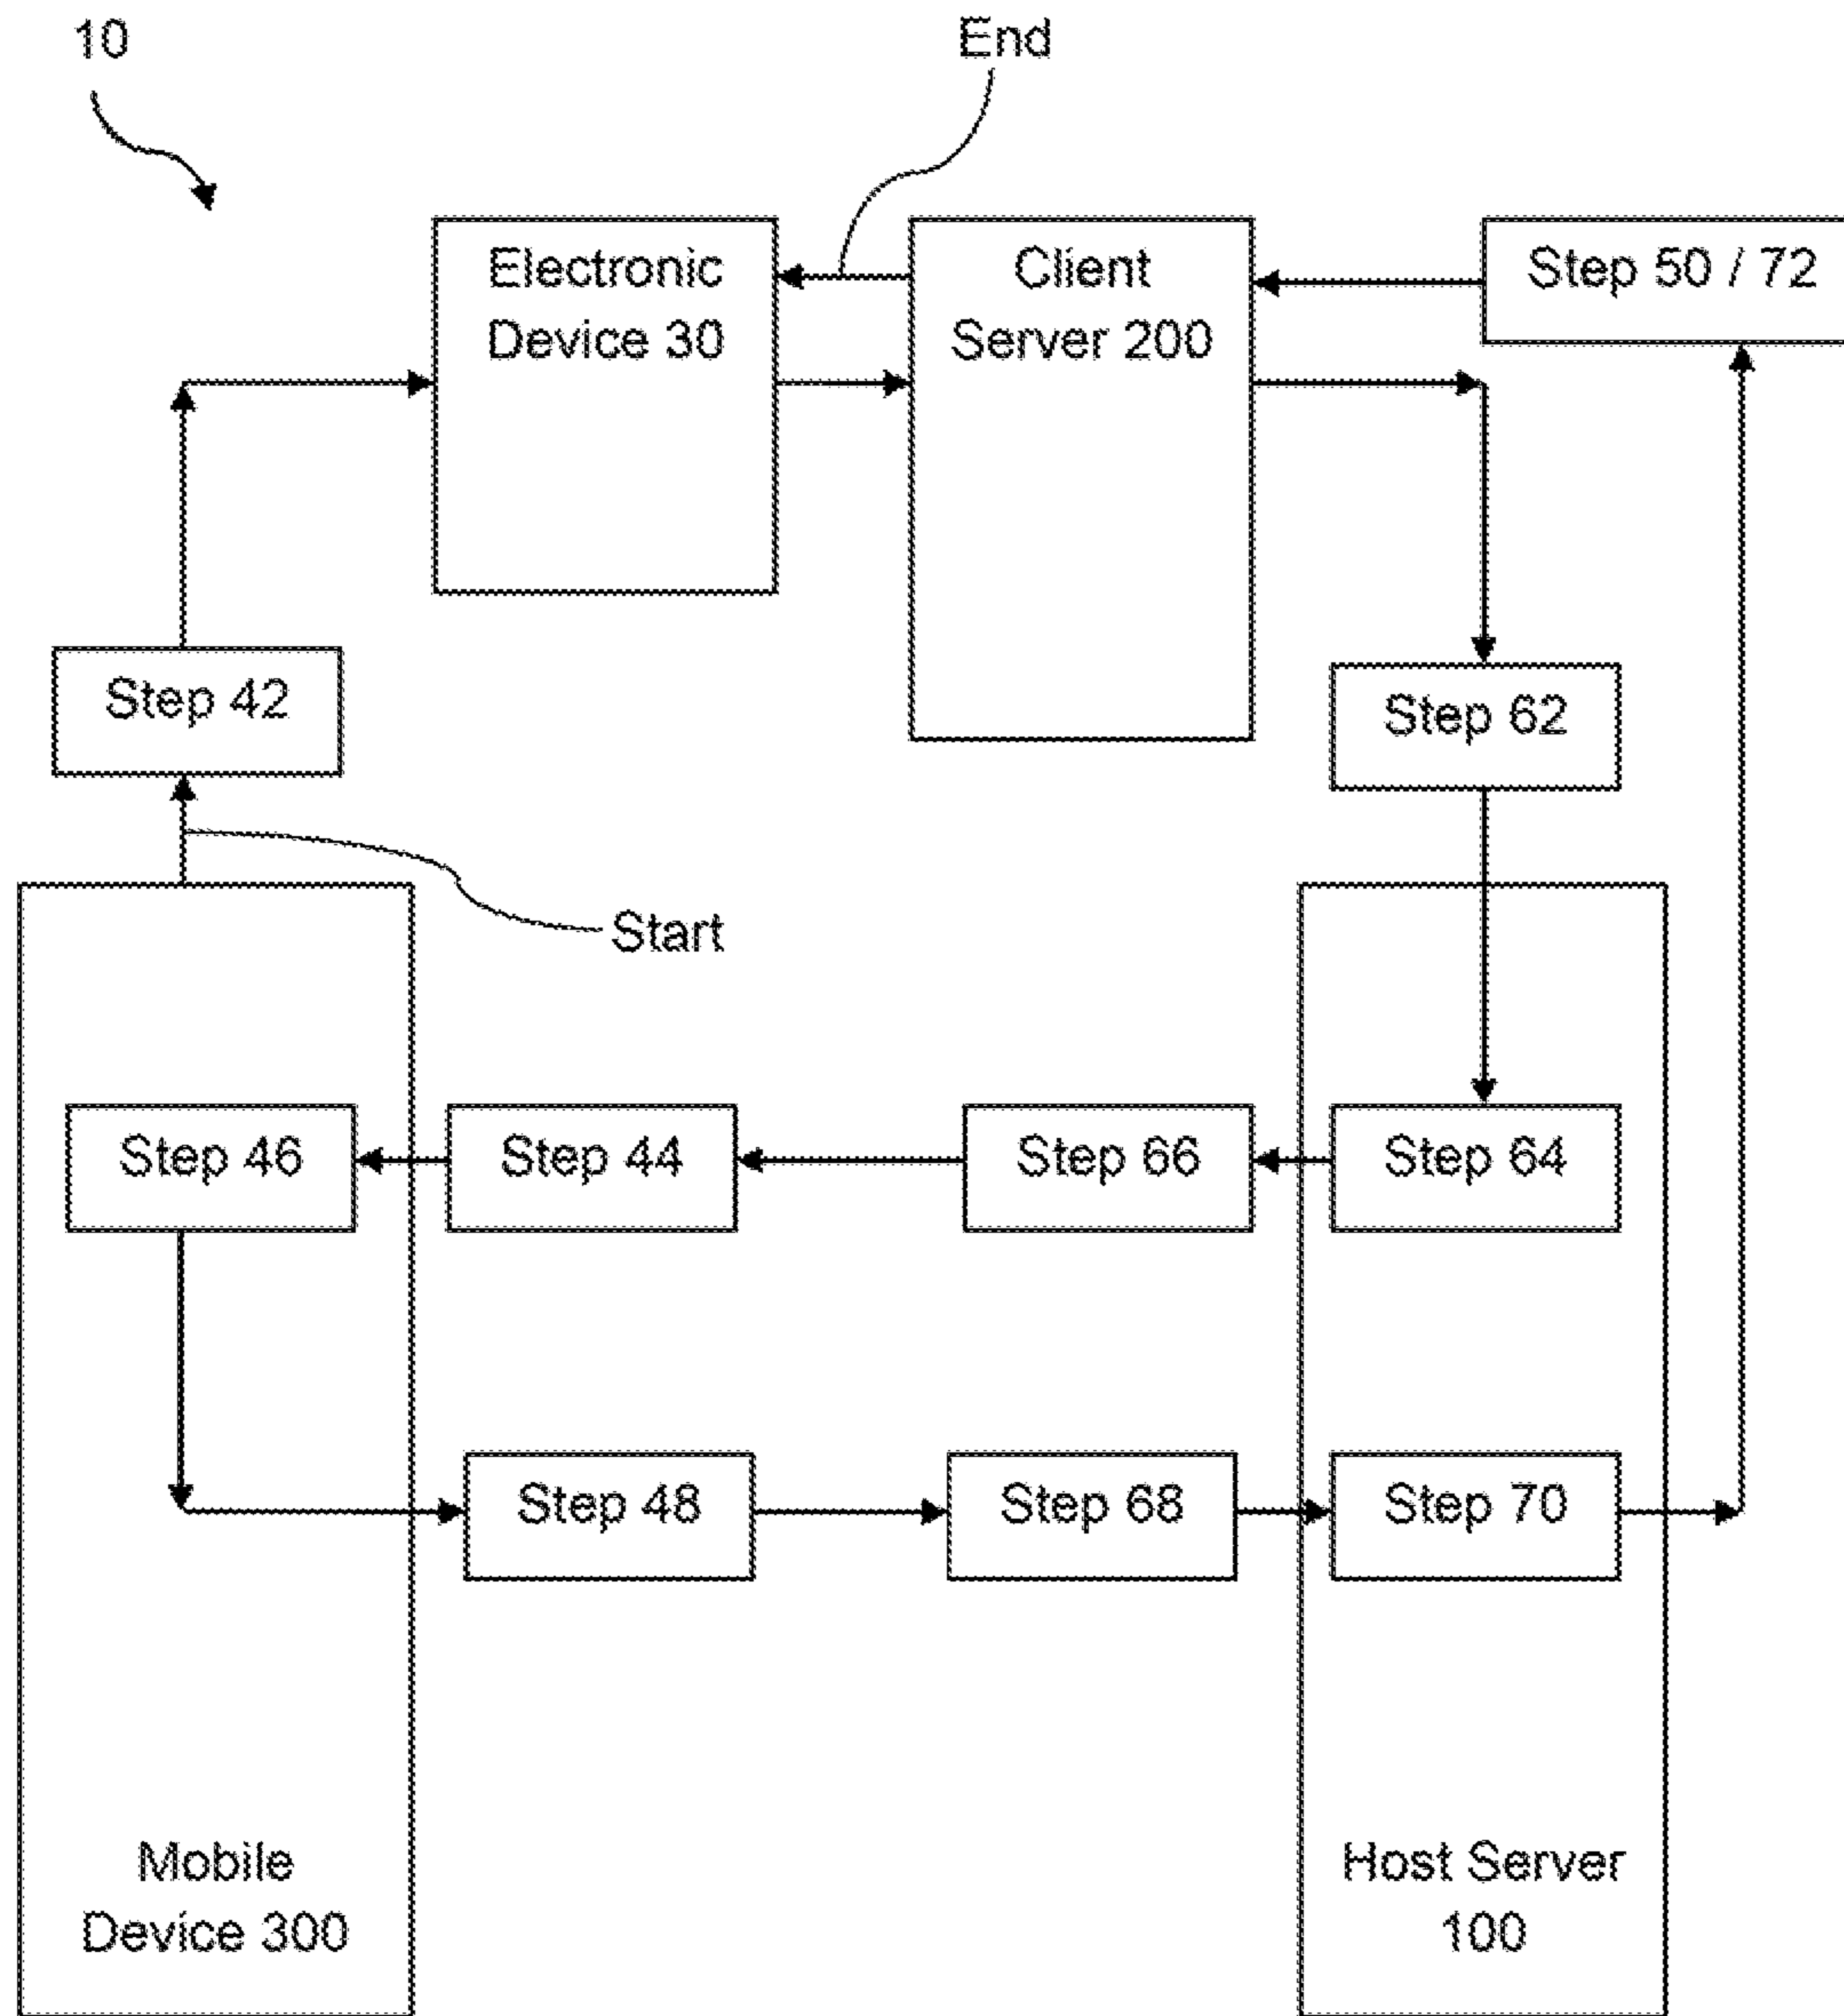 10
End
Electronic
Device 30
Client
Server 200
Step 50 / 72
Step 42
Step 62
Start
Step 46
Step 44
Step 66
Step 64
Step 48
Step 68
Step 70
Mobile
Device 300
Host Server
100